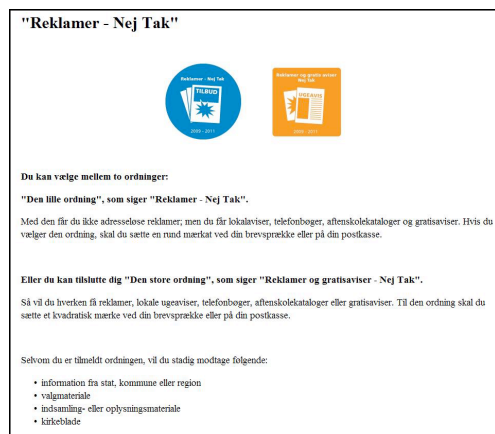 "Reklamer - Nej Tak"
Reklamer - Nej Tak
TILBUD
2009 - 2011
Reklamer og gratis aviser
Nej Tak
UGEAVIS
2009 - 2011
Du kan vælge mellem to ordninger:
"Den lille ordning", som siger "Reklamer - Nej Tak".
Med den får du ikke adresseløse reklamer; men du får lokalaviser, telefonbøger, aftenskolekataloger og gratisaviser. Hvis du
vælger den ordning, skal du sætte en rund mærkat ved din brevsprække eller på din postkasse.
Eller du kan tilslutte dig "Den store ordning", som siger "Reklamer og gratisaviser - Nej Tak".
Så vil du hverken få reklamer, lokale ugeaviser, telefonbøger, aftenskolekataloger eller gratisaviser. Til den ordning skal du
sætte et kvadratisk mærke ved din brevsprække eller på din postkasse.
Selvom du er tilmeldt ordningen, vil du stadig modtage følgende:
• information fra stat, kommune eller region
• valgmateriale
• indsamling- eller oplysningsmateriale
• kirkeblade